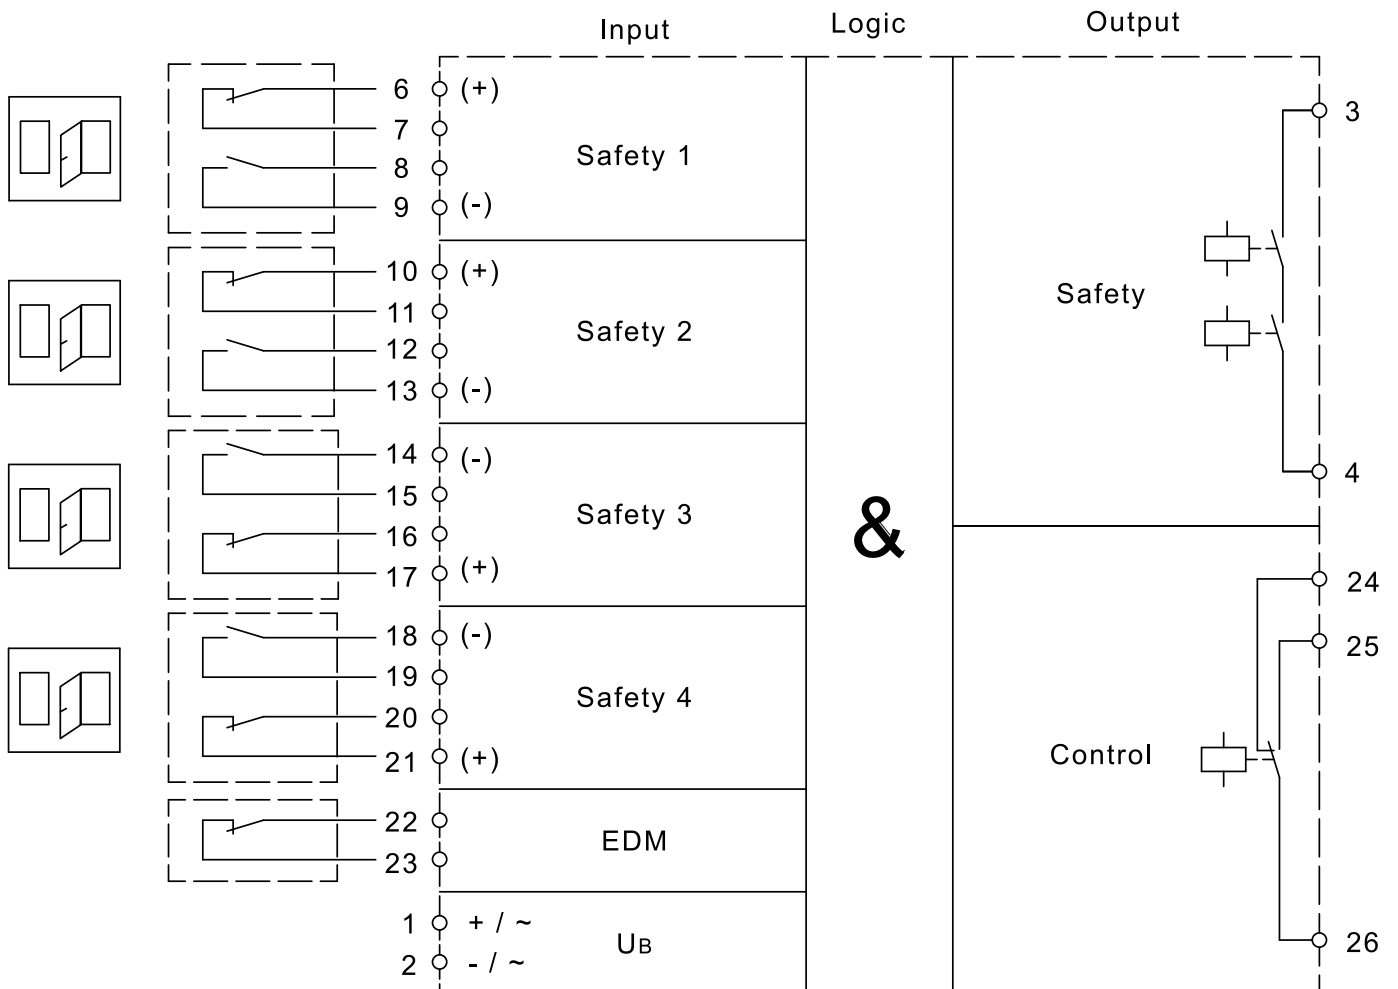 Input
Logic
Output
6 (+)
7
Safety 1
8
9 (-)
10 (+)
11
Safety 2
12
13 (-)
14 (-)
15
Safety 3
16
17 (+)
18 (-)
19
Safety 4
20
21 (+)
22
EDM
23
1 + / ~
UB
2 - / ~
&
3
Safety
4
24
25
Control
26